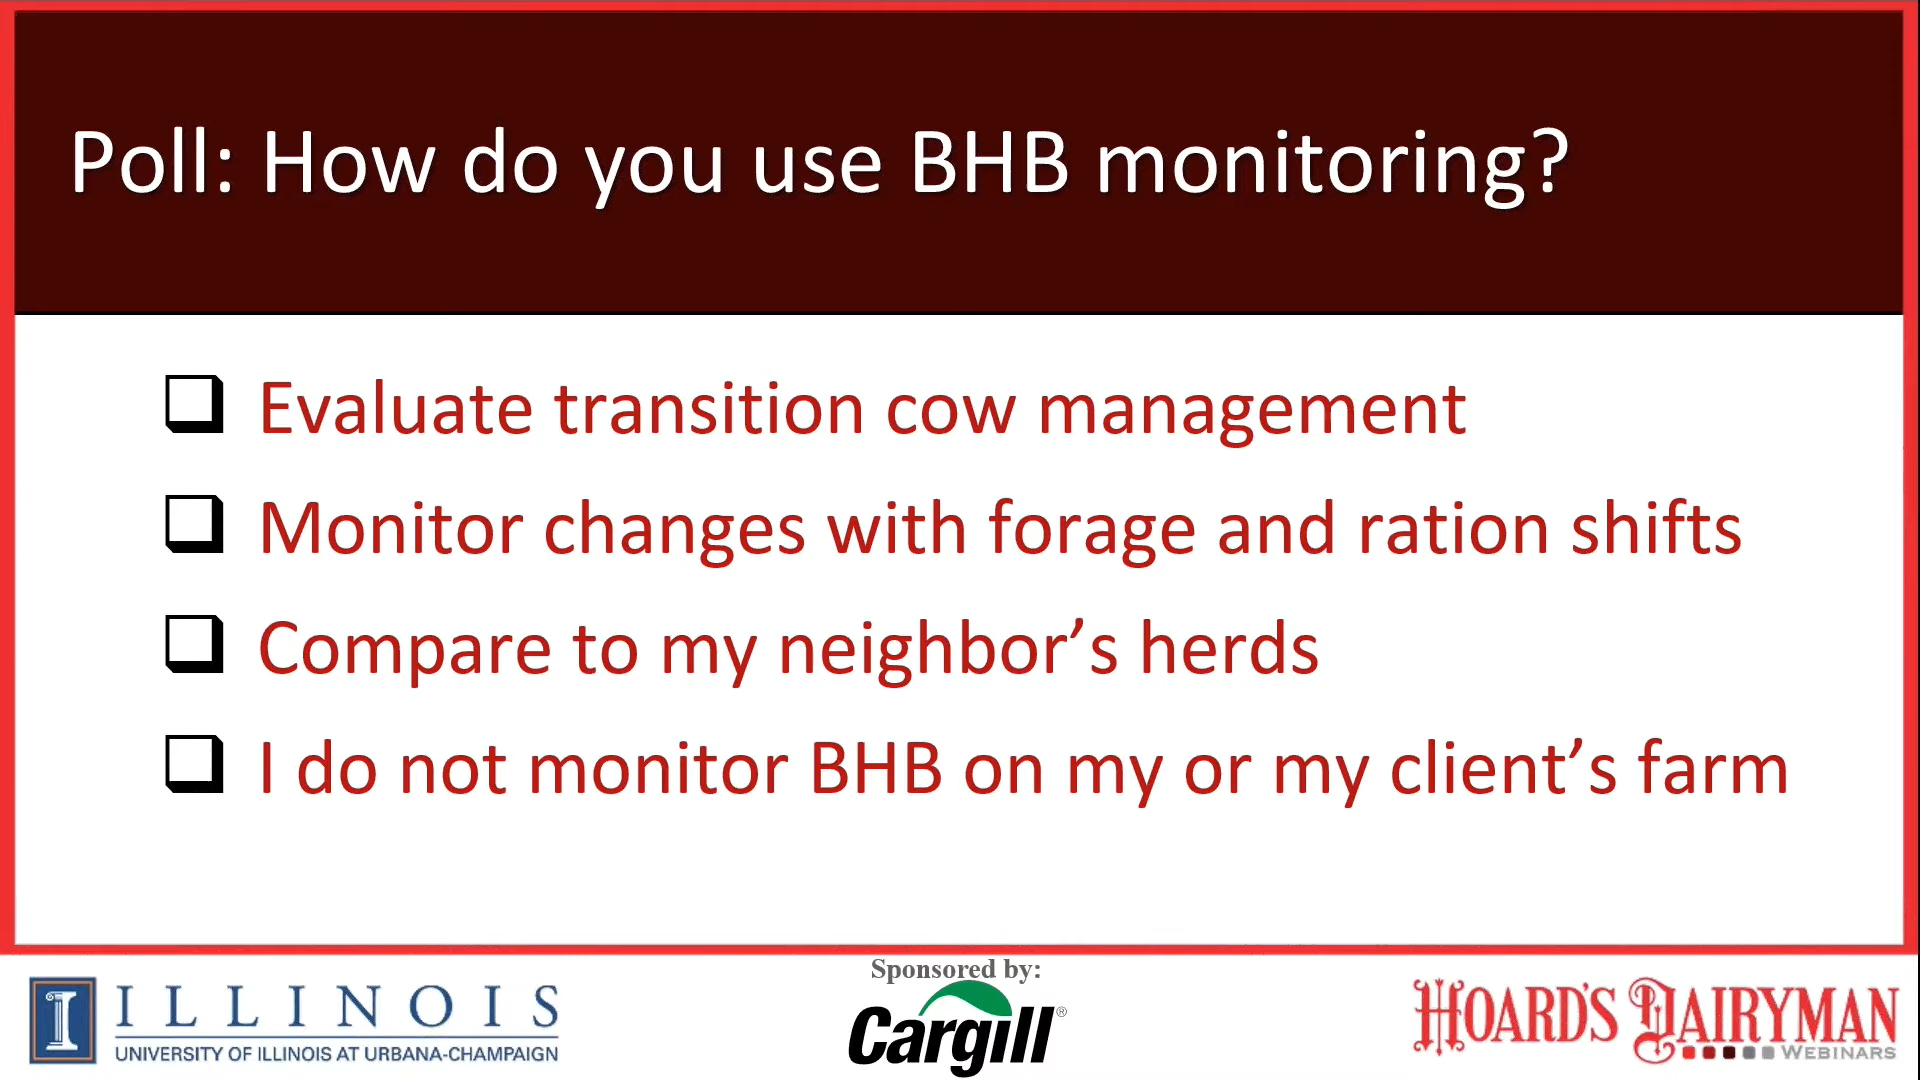 Poll: How do you use BHB monitoring?
Evaluate transition cow management
Monitor changes with forage and ration shifts
Compare to my neighbor’s herds
I do not monitor BHB on my or my client’s farm
Sponsored by:
I ILLINOIS
UNIVERSITY OF ILLINOIS AT URBANA-CHAMPAIGN
Cargill®
HOARD'S DAIRYMAN
WEBINARS